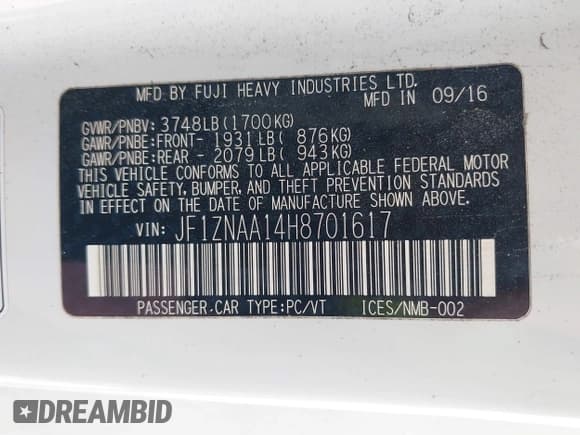 MFD BY FUJI HEAVY INDUSTRIES LTD.
MFD IN 09/16
GVWR/PNBV: 3748LB(1700KG)
GAWR/PNBE:FRONT- 1931LB( 876KG)
GAWR/PNBE:REAR - 2079LB( 943KG)
THIS VEHICLE CONFORMS TO ALL APPLICABLE FEDERAL MOTOR
VEHICLE SAFETY, BUMPER, AND THEFT PREVENTION STANDARDS
IN EFFECT ON THE DATE OF MANUFACTURE SHOWN ABOVE.
VIN: JF1ZNAA14H8701617
PASSENGER CAR TYPE:PC/VT ICES/NMB-002
DREAMBID